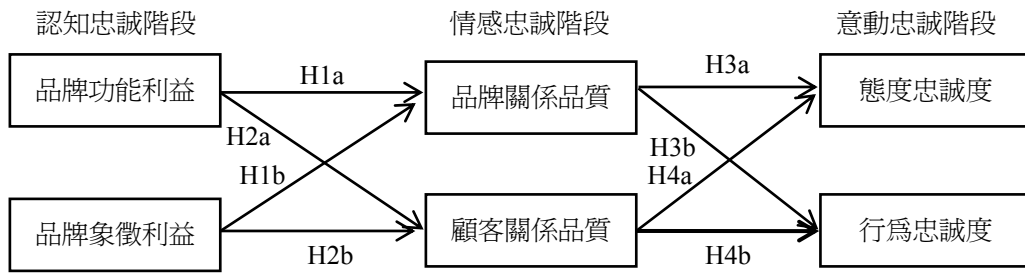 認知忠誠階段
情感忠誠階段
意動忠誠階段
品牌功能利益
H1a
品牌關係品質
H3a
態度忠誠度
H2a
H1b
H3b
H4a
品牌象徵利益
H2b
顧客關係品質
H4b
行為忠誠度